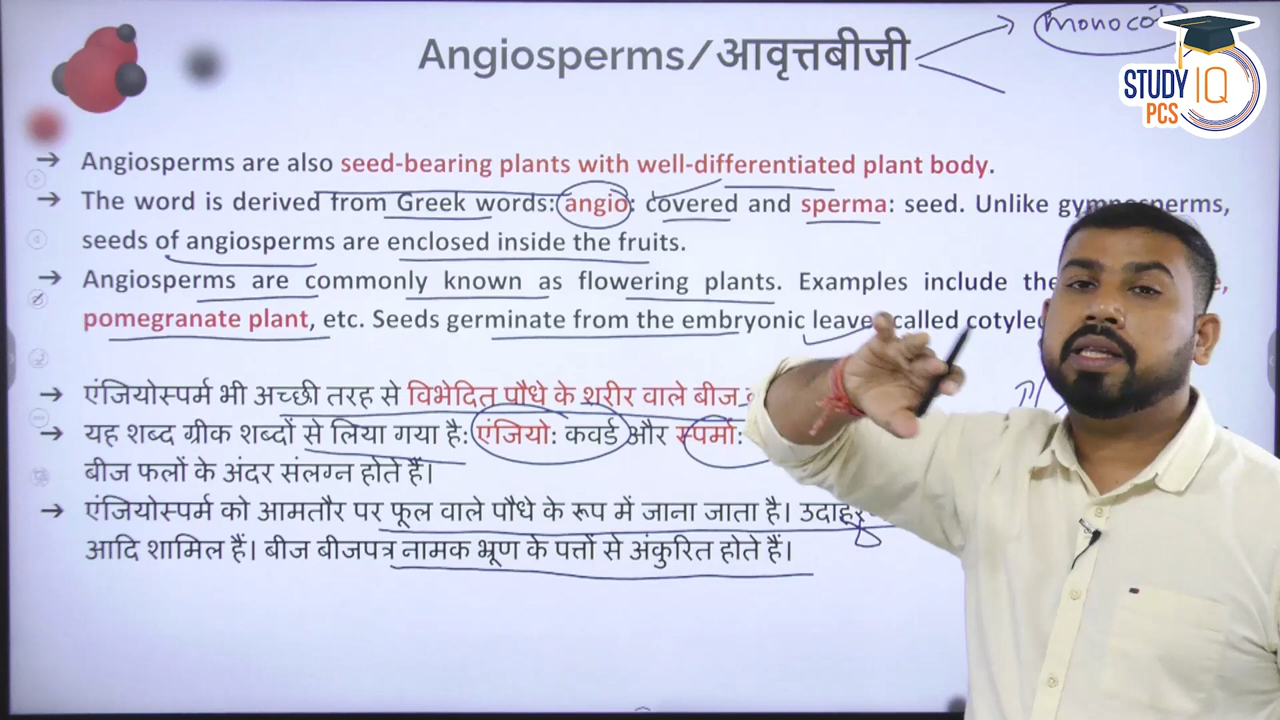 monoco
Angiosperms/आवृत्तबीजी
STUDY IQ
PCS
→ Angiosperms are also seed-bearing plants with well-differentiated plant body.
→ The word is derived from Greek words: angio: covered and sperma: seed. Unlike gymnosperms,
seeds of angiosperms are enclosed inside the fruits.
→ Angiosperms are commonly known as flowering plants. Examples include the
pomegranate plant, etc. Seeds germinate from the embryonic leaves called
→ एंजियोस्पर्म भी अच्छी तरह से विभेदित पौधे के शरीर वाले बीज
→ यह शब्द ग्रीक शब्दों से लिया गया है: एंजियो: कवर्ड और स्पर्मा:
बीज फलों के अंदर संलग्न होते हैं।
→ एंजियोस्पर्म को आमतौर पर फूल वाले पौधे के रूप में जाना जाता है।
आदि शामिल हैं। बीज बीजपत्र नामक भ्रूण के पत्तों से अंकुरित होते हैं।